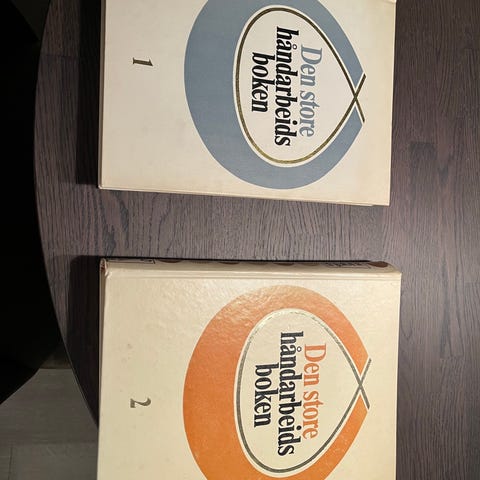 Den store
håndarbeids
boken
1
Den store
håndarbeids
boken
2